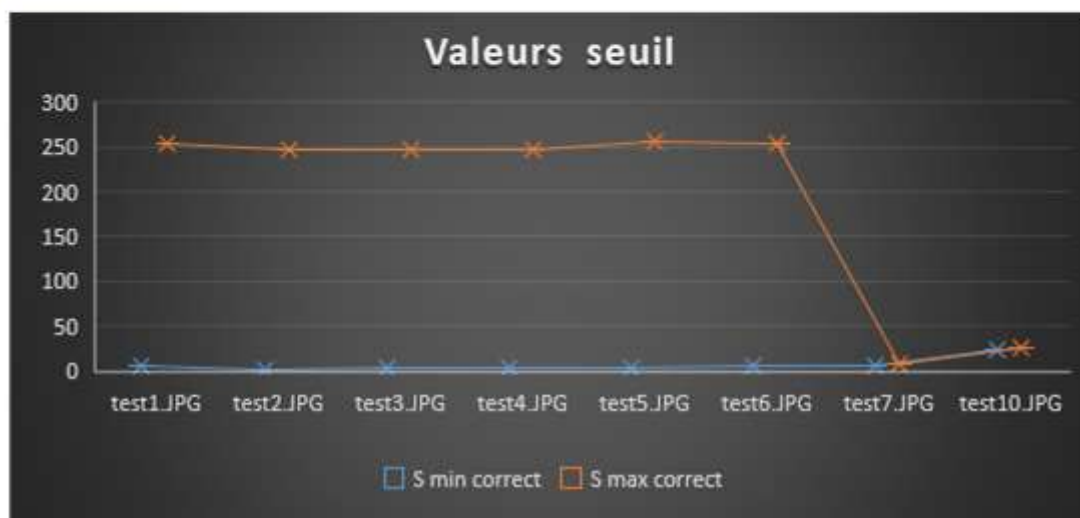 Valeurs seuil
300
250
200
150
100
50
0
test1.JPG test2.JPG test3.JPG test4.JPG test5.JPG test6.JPG test7.JPG test10.JPG
S min correct S max correct